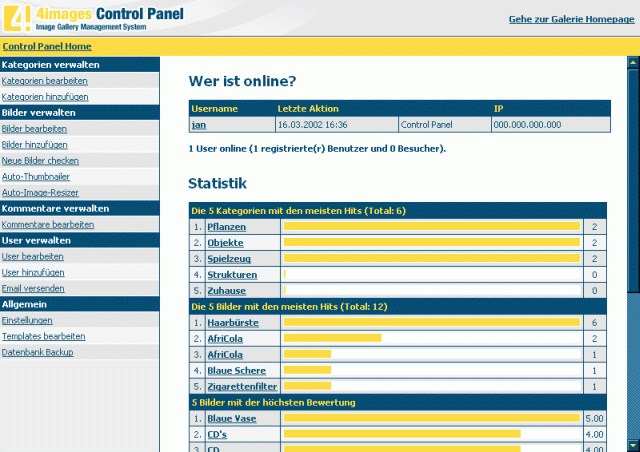 4! 4images Control Panel
Image Gallery Management System
Gehe zur Galerie Homepage
Control Panel Home
Kategorien verwalten
Kategorien bearbeiten
Kategorien hinzufügen
Bilder verwalten
Bilder bearbeiten
Bilder hinzufügen
Neue Bilder checken
Auto-Thumbnailer
Auto-Image-Resizer
Kommentare verwalten
Kommentare bearbeiten
User verwalten
User bearbeiten
User hinzufügen
Email versenden
Allgemein
Einstellungen
Templates bearbeiten
Datenbank Backup
Wer ist online?
Username Letzte Aktion IP
jan 16.03.2002 16:36 Control Panel 000.000.000.000
1 User online (1 registrierte(r) Benutzer und 0 Besucher).
Statistik
Die 5 Kategorien mit den meisten Hits (Total: 6)
1. Pflanzen 2
2. Objekte 2
3. Spielzeug 2
4. Strukturen 0
5. Zuhause 0
Die 5 Bilder mit den meisten Hits (Total: 12)
1. Haarbürste 6
2. AfriCola 2
3. AfriCola 1
4. Blaue Schere 1
5. Zigarettenfilter 1
5 Bilder mit der höchsten Bewertung
1. Blaue Vase 5.00
2. CD's 4.00
3. CD 4.00